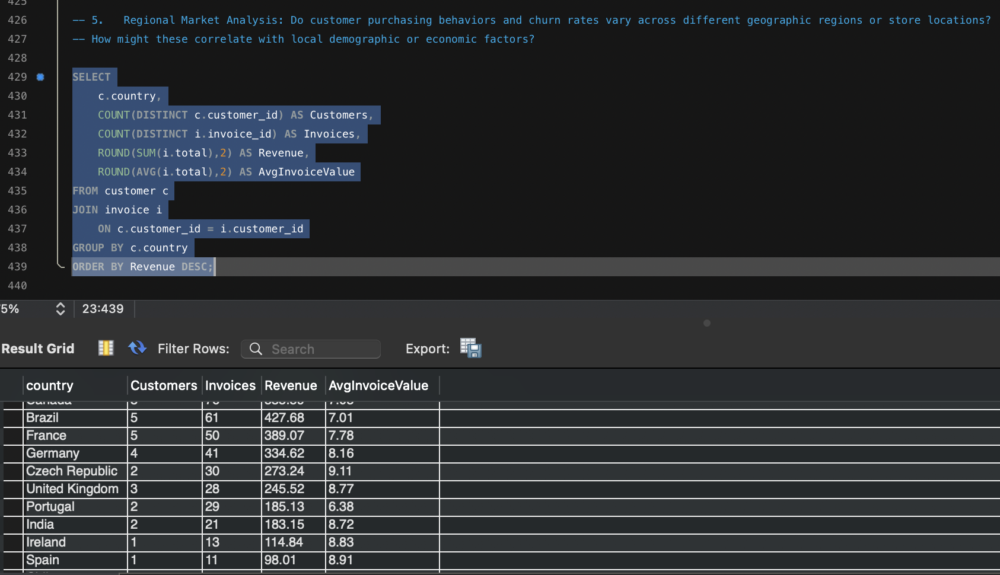 425
426 -- 5.   Regional Market Analysis: Do customer purchasing behaviors and churn rates vary across different geographic regions or store locations?
427 -- How might these correlate with local demographic or economic factors?
428
429 SELECT
430 c.country,
431 COUNT(DISTINCT c.customer_id) AS Customers,
432 COUNT(DISTINCT i.invoice_id) AS Invoices,
433 ROUND(SUM(i.total),2) AS Revenue,
434 ROUND(AVG(i.total),2) AS AvgInvoiceValue
435 FROM customer c
436 JOIN invoice i
437 ON c.customer_id = i.customer_id
438 GROUP BY c.country
439 ORDER BY Revenue DESC;
440
5% 23:439
Result Grid Filter Rows: Search Export:
country Customers Invoices Revenue AvgInvoiceValue
Canada
Brazil 5 61 427.68 7.01
France 5 50 389.07 7.78
Germany 4 41 334.62 8.16
Czech Republic 2 30 273.24 9.11
United Kingdom 3 28 245.52 8.77
Portugal 2 29 185.13 6.38
India 2 21 183.15 8.72
Ireland 1 13 114.84 8.83
Spain 1 11 98.01 8.91